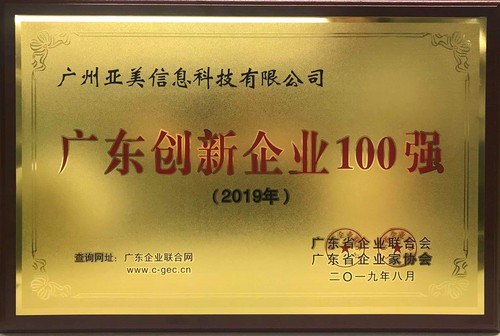 广州亚美信息科技有限公司
广东创新企业100强
（2019年）
广东省企业联合会
查询网址：广东企业联合网
广东省企业家协会
www.c-gec.cn
二〇一九年八月